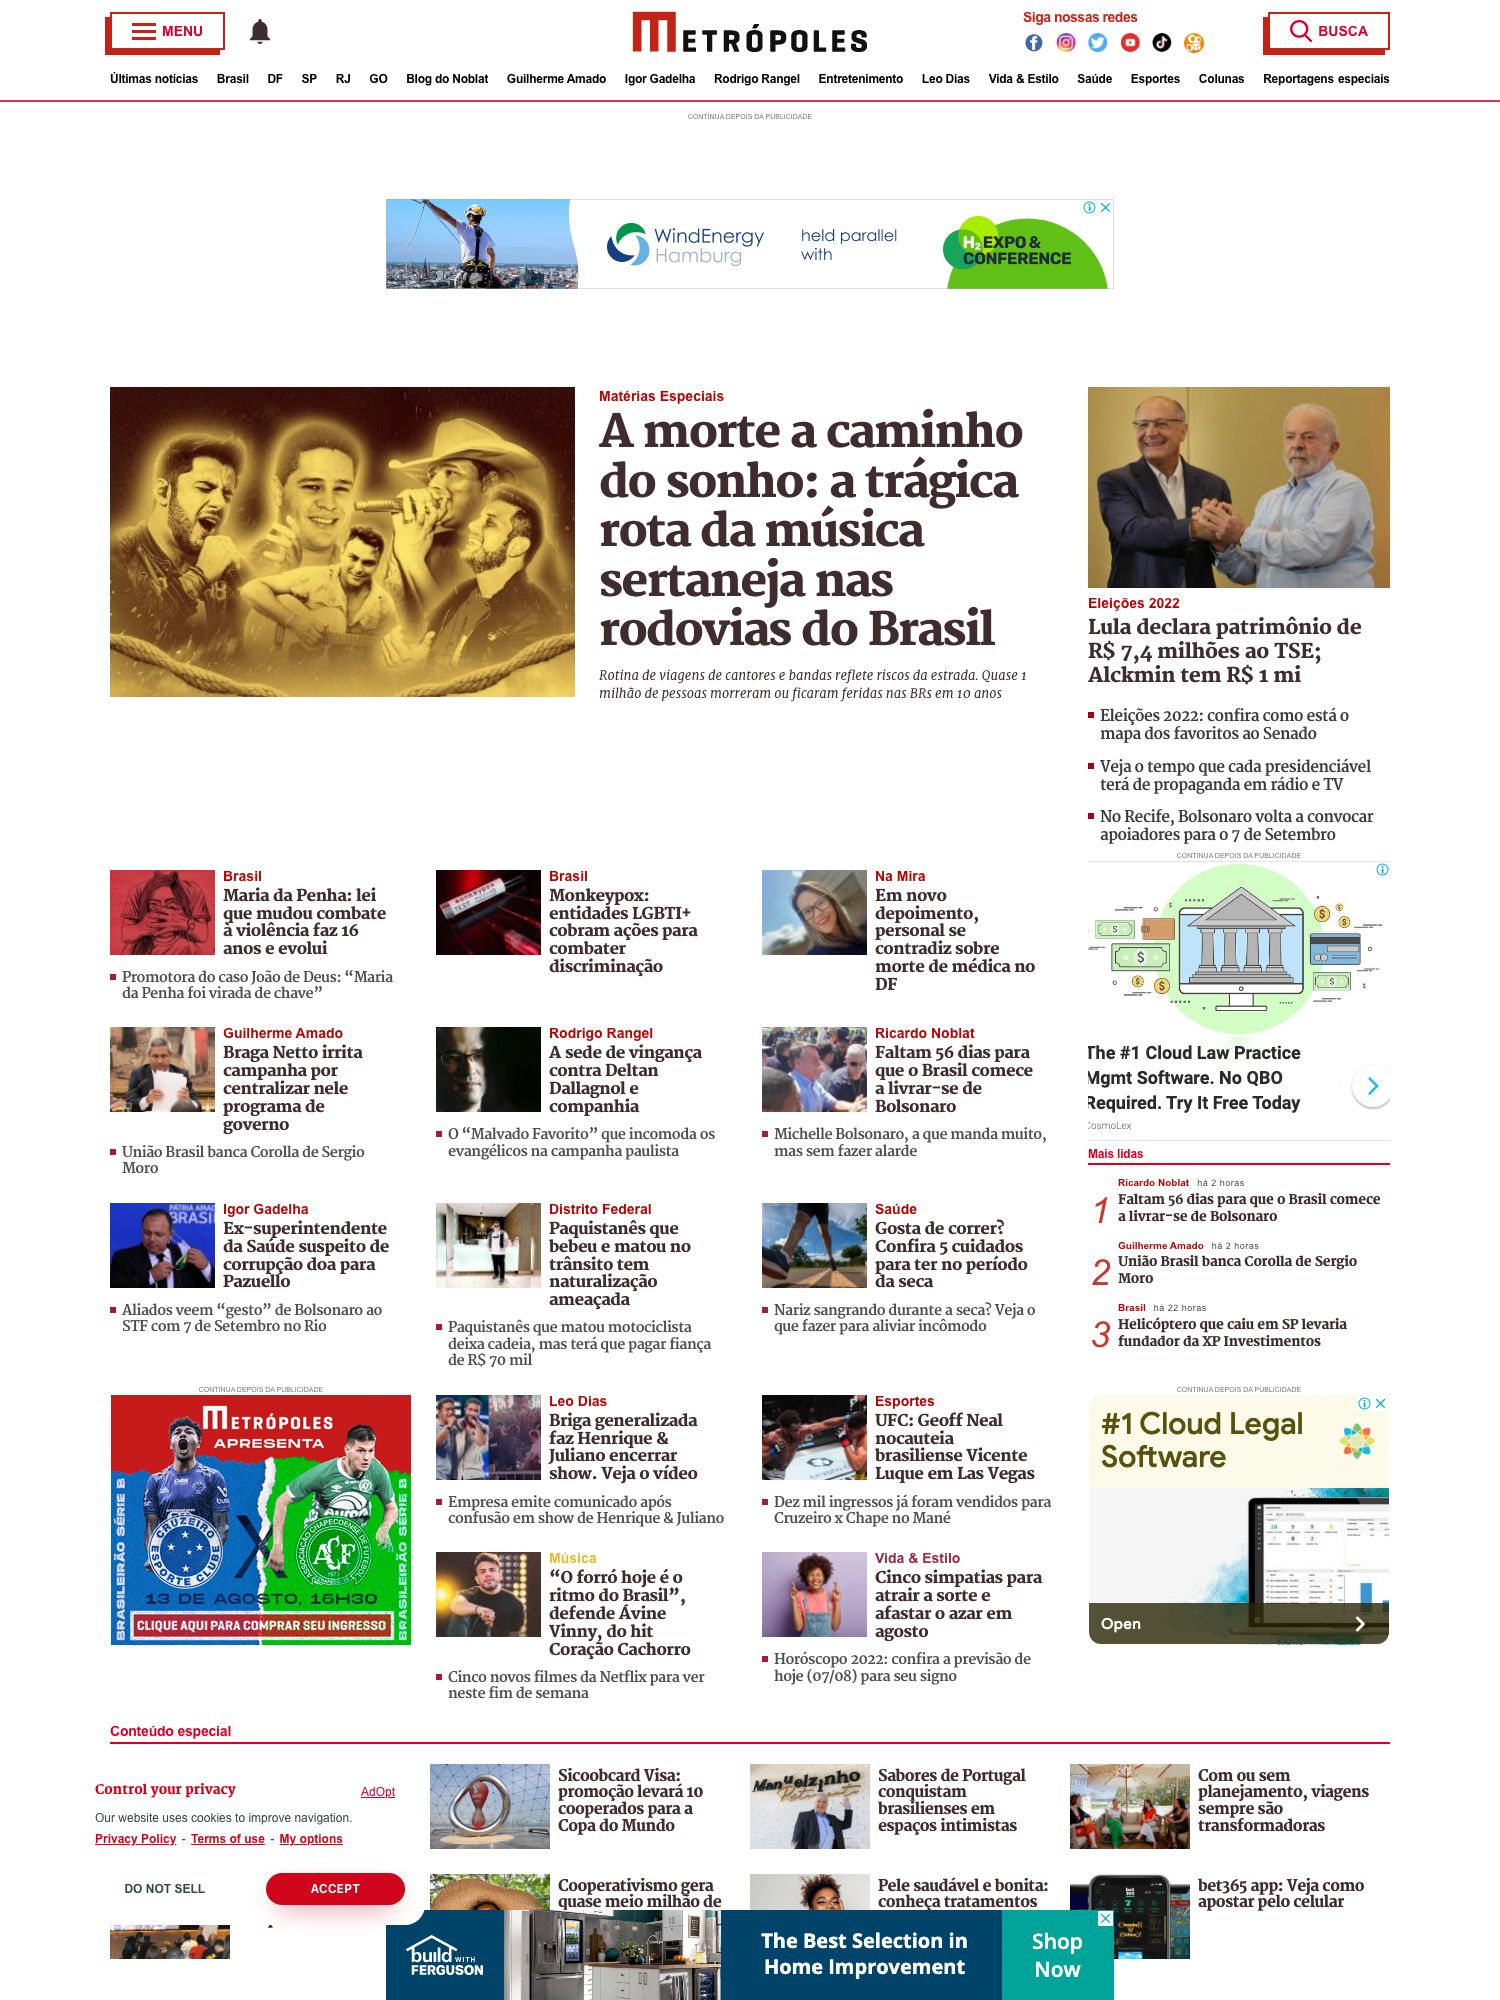 MENU
METRÓPOLES
Siga nossas redes
BUSCA
Últimas notícias Brasil DF SP RJ GO Blog do Noblat Guilherme Amado Igor Gadelha Rodrigo Rangel Entretenimento Leo Dias Vida & Estilo Saúde Esportes Colunas Reportagens especiais
CONTINUA DEPOIS DA PUBLICIDADE
WindEnergy
Hamburg
held parallel
with
H2 EXPO &
CONFERENCE
Matérias Especiais
A morte a caminho
do sonho: a trágica
rota da música
sertaneja nas
rodovias do Brasil
Rotina de viagens de cantores e bandas reflete riscos da estrada. Quase 1
milhão de pessoas morreram ou ficaram feridas nas BRs em 10 anos
Eleições 2022
Lula declara patrimônio de
R$ 7,4 milhões ao TSE;
Alckmin tem R$ 1 mi
Eleições 2022: confira como está o
mapa dos favoritos ao Senado
Veja o tempo que cada presidenciável
terá de propaganda em rádio e TV
No Recife, Bolsonaro volta a convocar
apoiadores para o 7 de Setembro
CONTINUA DEPOIS DA PUBLICIDADE
Brasil
Maria da Penha: lei
que mudou combate
à violência faz 16
anos e evolui
Promotora do caso João de Deus: “Maria
da Penha foi virada de chave”
Brasil
Monkeypox:
entidades LGBTI+
cobram ações para
combater
discriminação
Na Mira
Em novo
depoimento,
personal se
contradiz sobre
morte de médica no
DF
The #1 Cloud Law Practice
Mgmt Software. No QBO
Required. Try It Free Today
CosmoLex
Guilherme Amado
Braga Netto irrita
campanha por
centralizar nele
programa de
governo
União Brasil banca Corolla de Sergio
Moro
Rodrigo Rangel
A sede de vingança
contra Deltan
Dallagnol e
companhia
O “Malvado Favorito” que incomoda os
evangélicos na campanha paulista
Ricardo Noblat
Faltam 56 dias para
que o Brasil comece
a livrar-se de
Bolsonaro
Michelle Bolsonaro, a que manda muito,
mas sem fazer alarde
Mais lidas
1
Ricardo Noblat há 2 horas
Faltam 56 dias para que o Brasil comece
a livrar-se de Bolsonaro
2
Guilherme Amado há 2 horas
União Brasil banca Corolla de Sergio
Moro
3
Brasil há 22 horas
Helicóptero que caiu em SP levaria
fundador da XP Investimentos
PÁTRIA AMADA
BRASIL
Igor Gadelha
Ex-superintendente
da Saúde suspeito de
corrupção doa para
Pazuello
Aliados veem “gesto” de Bolsonaro ao
STF com 7 de Setembro no Rio
Distrito Federal
Paquistanês que
bebeu e matou no
trânsito tem
naturalização
ameaçada
Paquistanês que matou motociclista
deixa cadeia, mas terá que pagar fiança
de R$ 70 mil
Saúde
Gosta de correr?
Confira 5 cuidados
para ter no período
da seca
Nariz sangrando durante a seca? Veja o
que fazer para aliviar incômodo
CONTINUA DEPOIS DA PUBLICIDADE
METRÓPOLES
APRESENTA
BRASILEIRÃO SÉRIE B
CRUZEIRO
ESPORTE CLUBE
X
ASSOCIAÇÃO CHAPECOENSE DE FUTEBOL
ACF
1973
BRASILEIRÃO SÉRIE B
13 DE AGOSTO, 16H30
CLIQUE AQUI PARA COMPRAR SEU INGRESSO
Leo Dias
Briga generalizada
faz Henrique &
Juliano encerrar
show. Veja o vídeo
Empresa emite comunicado após
confusão em show de Henrique & Juliano
Esportes
UFC: Geoff Neal
nocauteia
brasiliense Vicente
Luque em Las Vegas
Dez mil ingressos já foram vendidos para
Cruzeiro x Chape no Mané
CONTINUA DEPOIS DA PUBLICIDADE
#1 Cloud Legal
Software
Open
Música
“O forró hoje é o
ritmo do Brasil”,
defende Ávine
Vinny, do hit
Coração Cachorro
Cinco novos filmes da Netflix para ver
neste fim de semana
Vida & Estilo
Cinco simpatias para
atrair a sorte e
afastar o azar em
agosto
Horóscopo 2022: confira a previsão de
hoje (07/08) para seu signo
Conteúdo especial
Control your privacy
AdOpt
Our website uses cookies to improve navigation.
Privacy Policy - Terms of use - My options
DO NOT SELL
ACCEPT
Sicoobcard Visa:
promoção levará 10
cooperados para a
Copa do Mundo
Manuelzinho
Sabores de Portugal
conquistam
brasilienses em
espaços intimistas
Com ou sem
planejamento, viagens
sempre são
transformadoras
Cooperativismo gera
quase meio milhão de
Pele saudável e bonita:
conheça tratamentos
bet365 app: Veja como
apostar pelo celular
build WITH
FERGUSON
The Best Selection in
Home Improvement
Shop
Now